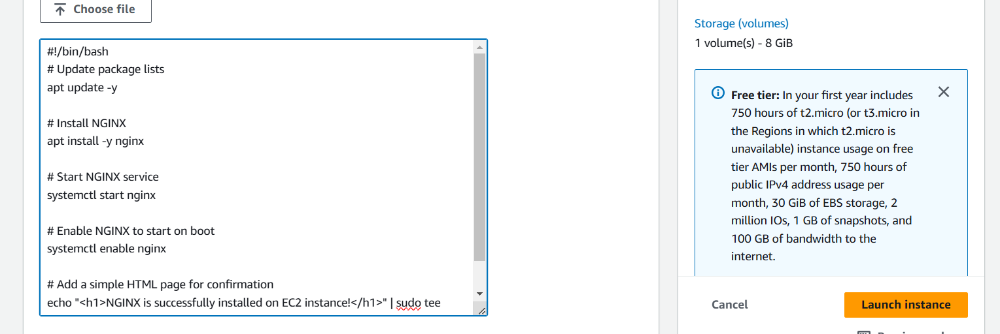 Choose file
#!/bin/bash
# Update package lists
apt update -y
# Install NGINX
apt install -y nginx
# Start NGINX service
systemctl start nginx
# Enable NGINX to start on boot
systemctl enable nginx
# Add a simple HTML page for confirmation
echo "<h1>NGINX is successfully installed on EC2 instance!</h1>" | sudo tee
Storage (volumes)
1 volume(s) - 8 GiB
Free tier: In your first year includes
750 hours of t2.micro (or t3.micro in
the Regions in which t2.micro is
unavailable) instance usage on free
tier AMIs per month, 750 hours of
public IPv4 address usage per
month, 30 GiB of EBS storage, 2
million IOs, 1 GB of snapshots, and
100 GB of bandwidth to the
internet.
Cancel
Launch instance